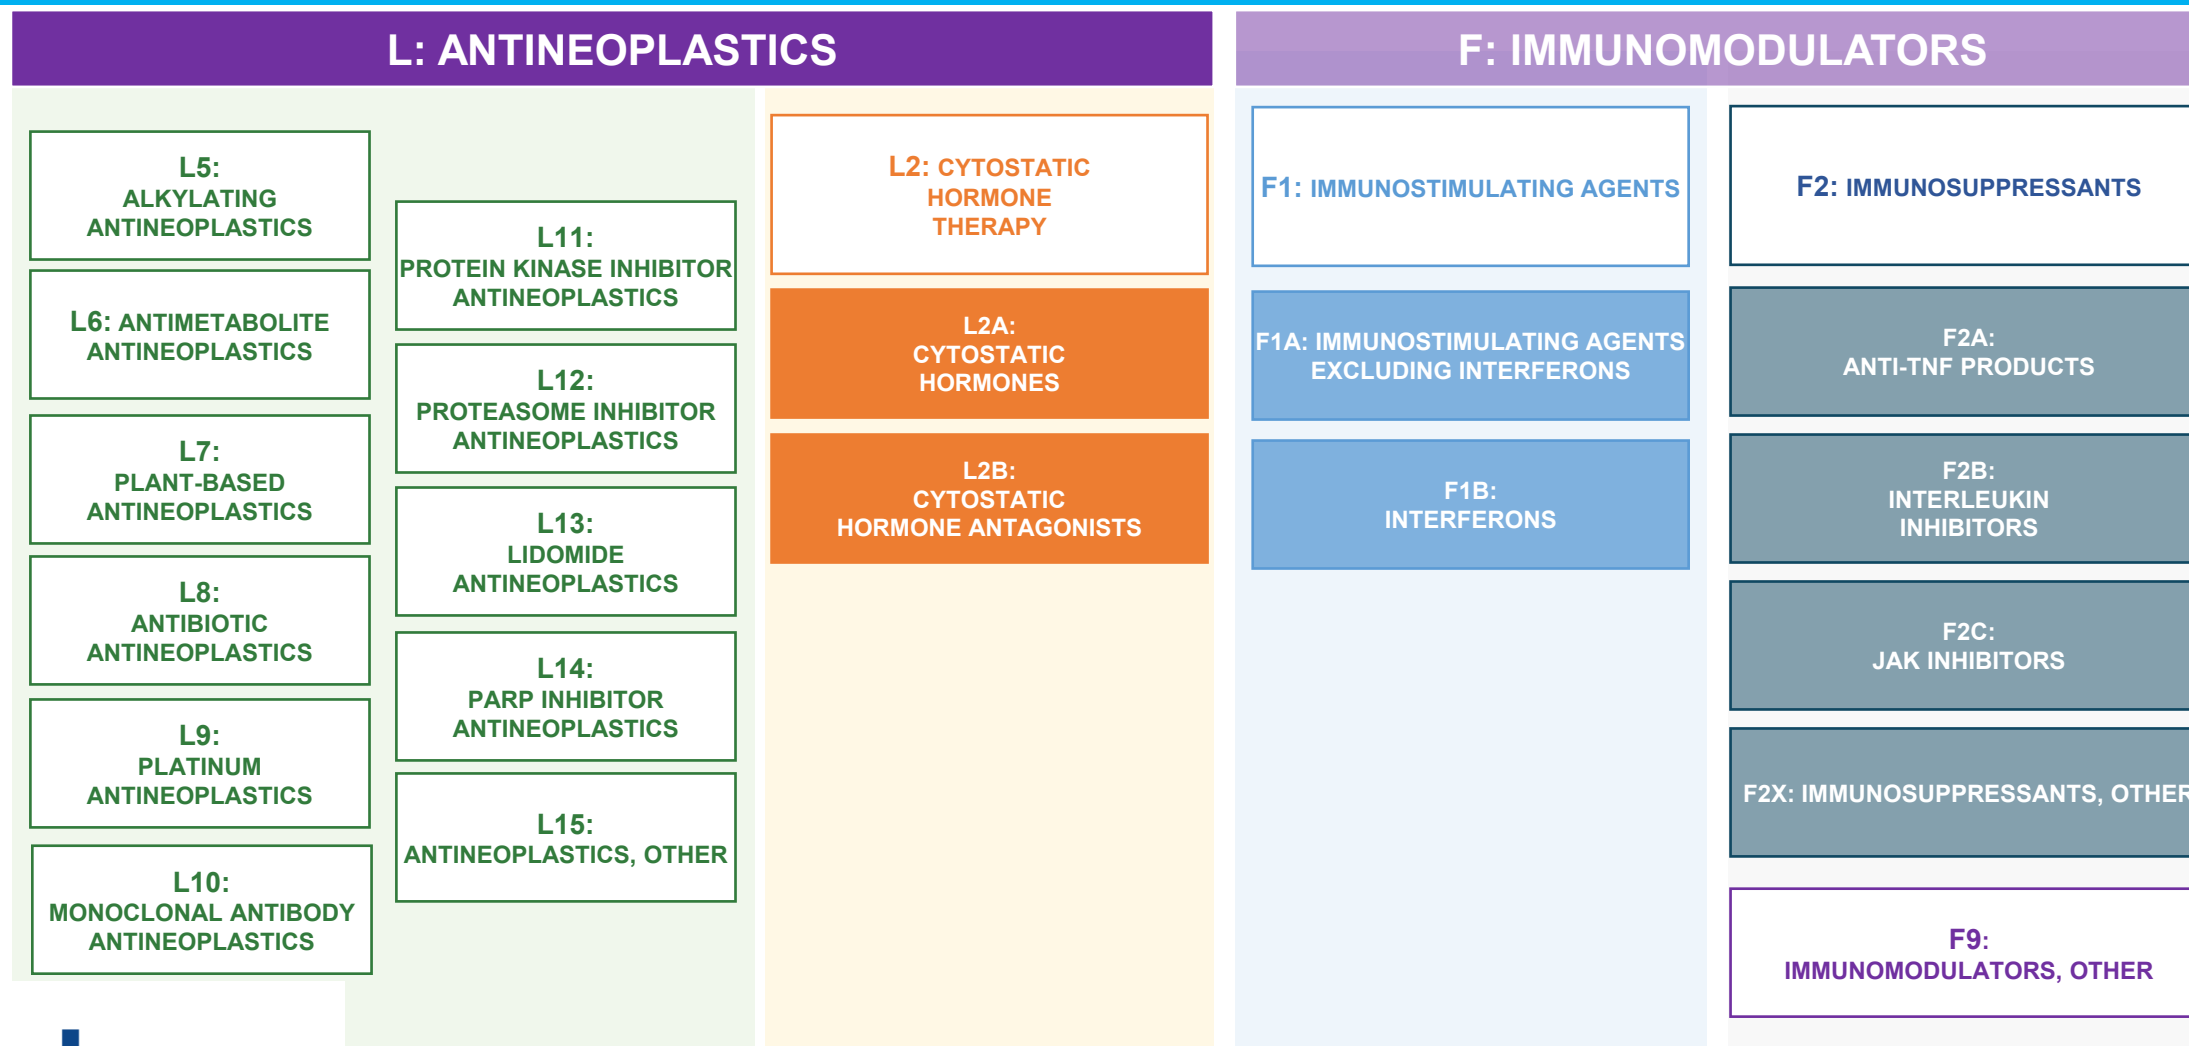 L: ANTINEOPLASTICS
F: IMMUNOMODULATORS
L5:
ALKYLATING
ANTINEOPLASTICS
L6: ANTIMETABOLITE
ANTINEOPLASTICS
L7:
PLANT-BASED
ANTINEOPLASTICS
L8:
ANTIBIOTIC
ANTINEOPLASTICS
L9:
PLATINUM
ANTINEOPLASTICS
L10:
MONOCLONAL ANTIBODY
ANTINEOPLASTICS
L11:
PROTEIN KINASE INHIBITOR
ANTINEOPLASTICS
L12:
PROTEASOME INHIBITOR
ANTINEOPLASTICS
L13:
LIDOMIDE
ANTINEOPLASTICS
L14:
PARP INHIBITOR
ANTINEOPLASTICS
L15:
ANTINEOPLASTICS, OTHER
L2: CYTOSTATIC
HORMONE
THERAPY
L2A:
CYTOSTATIC
HORMONES
L2B:
CYTOSTATIC
HORMONE ANTAGONISTS
F1: IMMUNOSTIMULATING AGENTS
F1A: IMMUNOSTIMULATING AGENTS
EXCLUDING INTERFERONS
F1B:
INTERFERONS
F2: IMMUNOSUPPRESSANTS
F2A:
ANTI-TNF PRODUCTS
F2B:
INTERLEUKIN
INHIBITORS
F2C:
JAK INHIBITORS
F2X: IMMUNOSUPPRESSANTS, OTHER
F9:
IMMUNOMODULATORS, OTHER